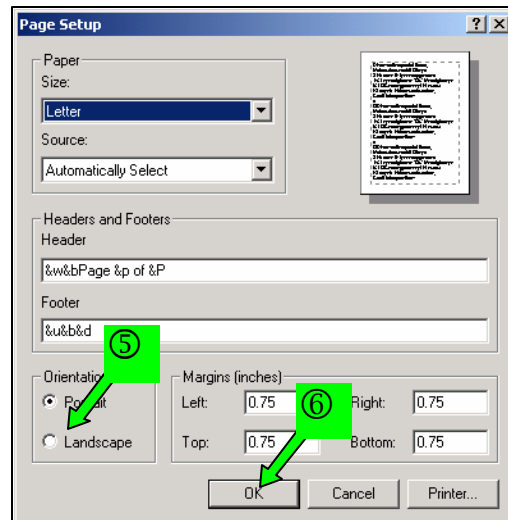 Page Setup
Paper
Size:
Letter
Source:
Automatically Select
Headers and Footers
Header
&w&bPage &p of &P
Footer
&u&b&d
⑤
Orientation
Portrait
Landscape
Margins (inches)
Left: 0.75 Right: 0.75
⑥
Top: 0.75 Bottom: 0.75
OK Cancel Printer...